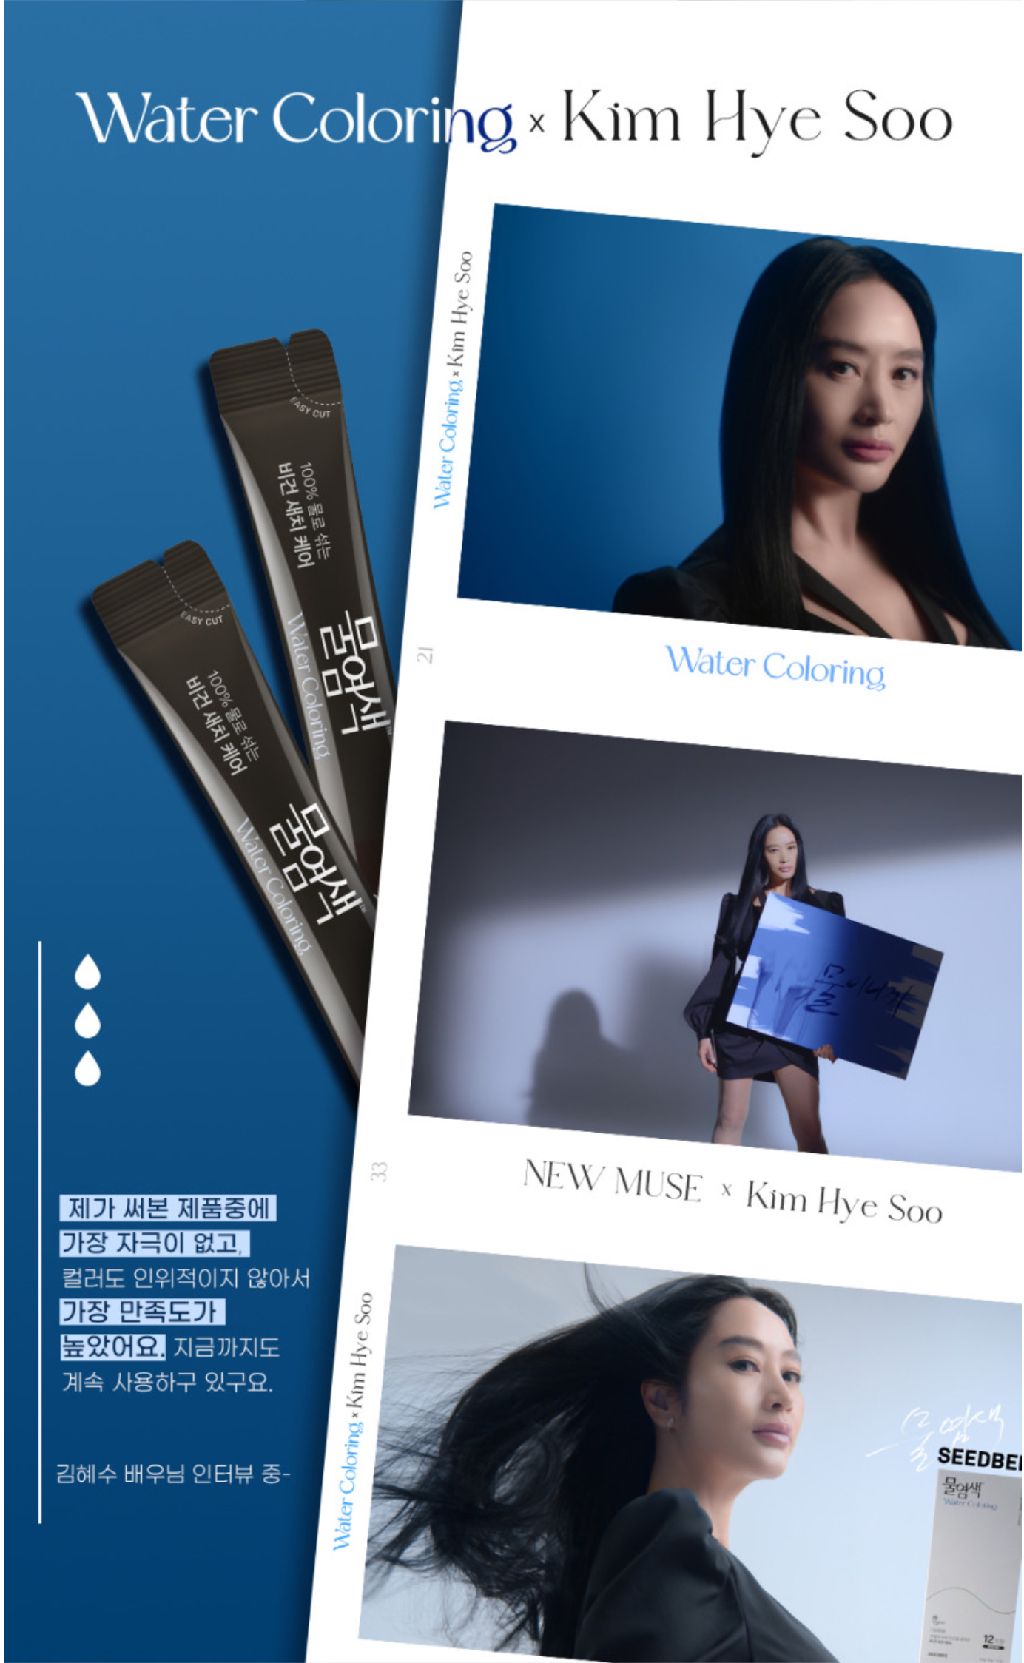 Water Coloring x Kim Hye Soo
Water Coloring x Kim Hye Soo
EASY CUT
100% 물로 섞는
비건 새치 케어
물염색
Water Coloring
EASY CUT
100% 물로 섞는
비건 새치 케어
물염색
Water Coloring
21
Water Coloring
물이니까
33
NEW MUSE x Kim Hye Soo
제가 써본 제품중에
가장 자극이 없고,
컬러도 인위적이지 않아서
가장 만족도가
높았어요. 지금까지도
계속 사용하구 있구요.
김혜수 배우님 인터뷰 중-
Water Coloring x Kim Hye Soo
물염색
SEEDBE
물염색
Water Coloring
12